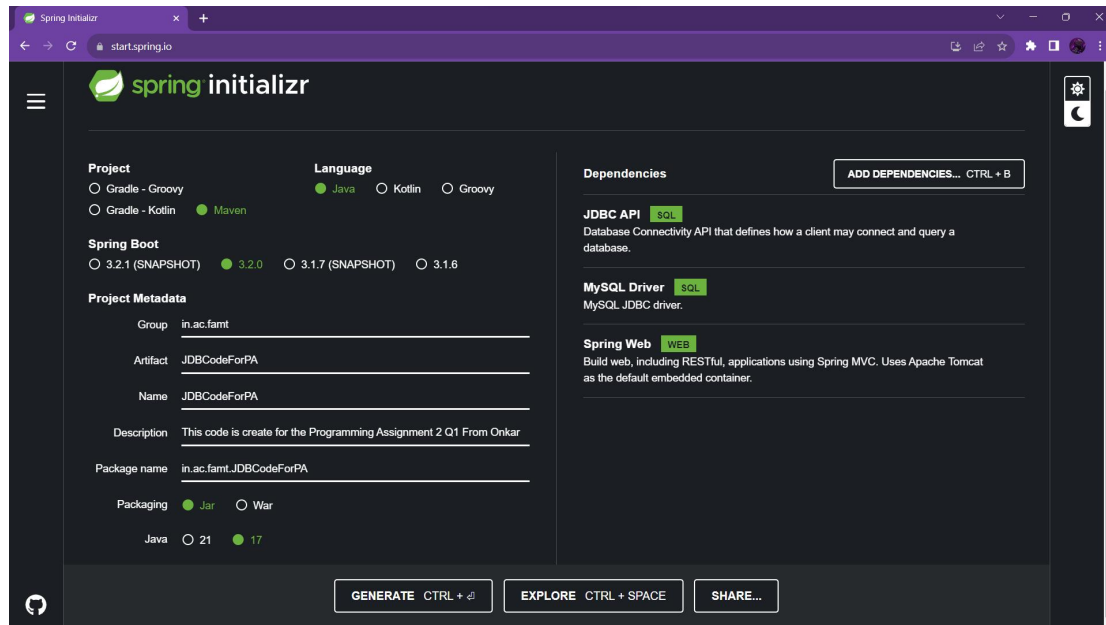 Spring Initializr
start.spring.io
spring initializr
Project
Gradle - Groovy
Gradle - Kotlin Maven
Language
Java Kotlin Groovy
Spring Boot
3.2.1 (SNAPSHOT) 3.2.0 3.1.7 (SNAPSHOT) 3.1.6
Project Metadata
Group in.ac.famt
Artifact JDBCodeForPA
Name JDBCodeForPA
Description This code is create for the Programming Assignment 2 Q1 From Onkar
Package name in.ac.famt.JDBCodeForPA
Packaging Jar War
Java 21 17
Dependencies ADD DEPENDENCIES... CTRL + B
JDBC API SQL
Database Connectivity API that defines how a client may connect and query a
database.
MySQL Driver SQL
MySQL JDBC driver.
Spring Web WEB
Build web, including RESTful, applications using Spring MVC. Uses Apache Tomcat
as the default embedded container.
GENERATE CTRL + ⏎ EXPLORE CTRL + SPACE SHARE...